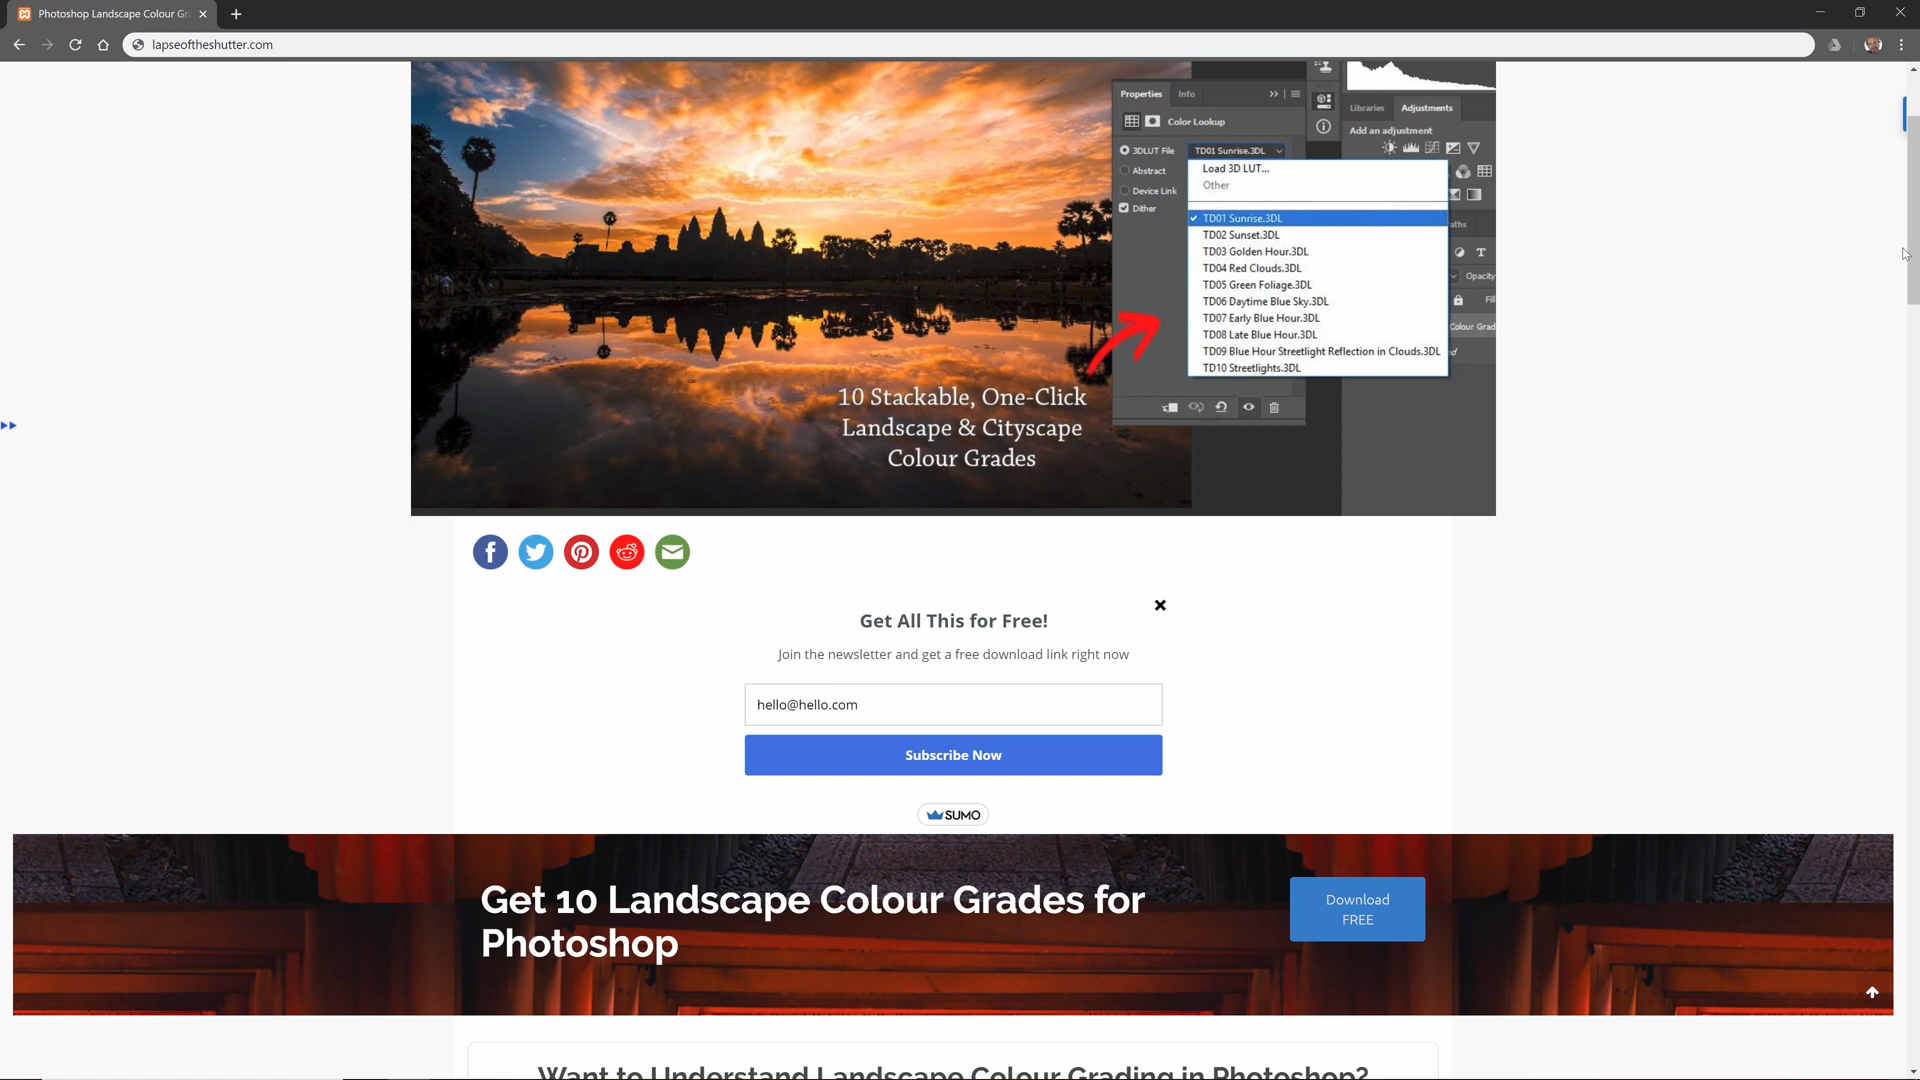 Photoshop Landscape Colour Gr
lapseoftheshutter.com
Properties
Info
Color Lookup
3DLUT File
TD01 Sunrise.3DL
Abstract
Device Link
Dither
Load 3D LUT...
Other
TD01 Sunrise.3DL
TD02 Sunset.3DL
TD03 Golden Hour.3DL
TD04 Red Clouds.3DL
TD05 Green Foliage.3DL
TD06 Daytime Blue Sky.3DL
TD07 Early Blue Hour.3DL
TD08 Late Blue Hour.3DL
TD09 Blue Hour Streetlight Reflection in Clouds.3DL
TD10 Streetlights.3DL
Libraries
Adjustments
Add an adjustment
aths
Opacity
Fil
Colour Grad
10 Stackable, One-Click
Landscape & Cityscape
Colour Grades
Get All This for Free!
Join the newsletter and get a free download link right now
hello@hello.com
Subscribe Now
SUMO
Get 10 Landscape Colour Grades for
Photoshop
Download
FREE
Want to Understand Landscape Colour Grading in Photoshop?